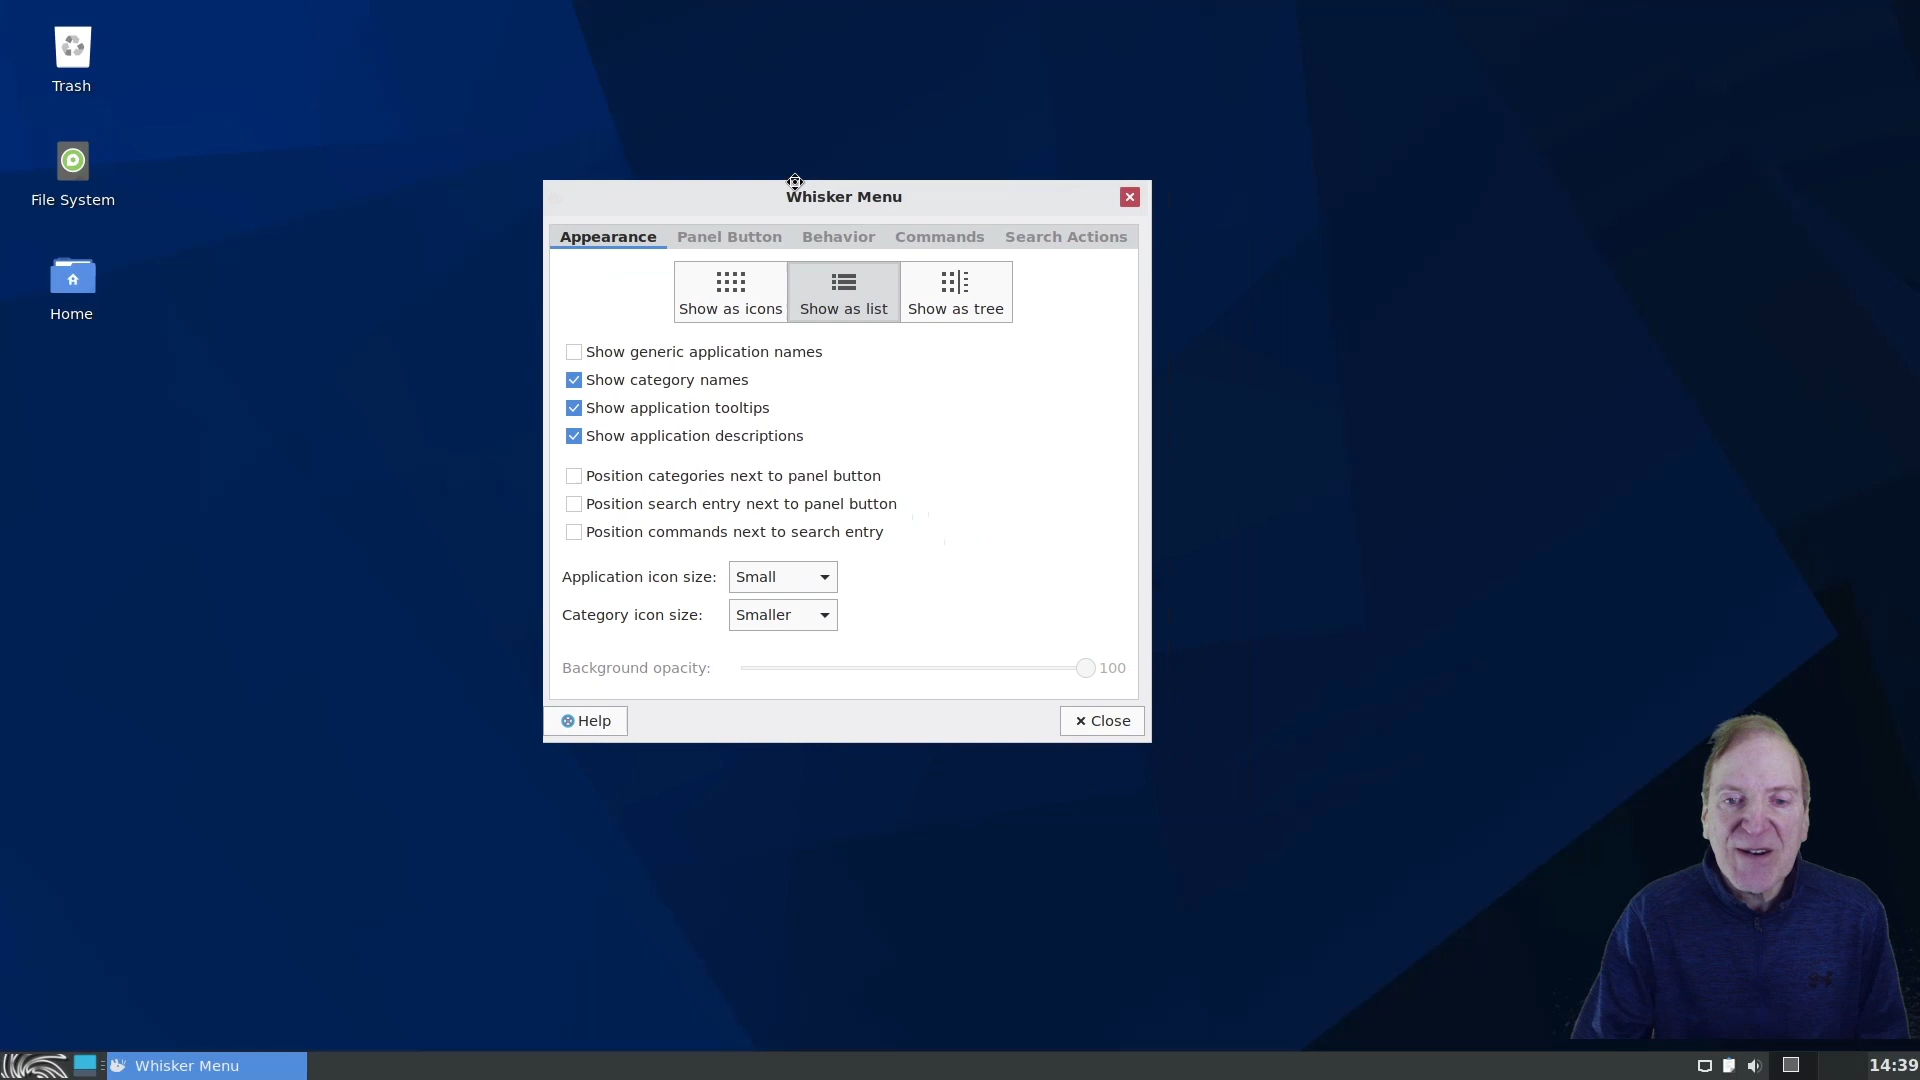 Trash
File System
Home
Whisker Menu
Appearance Panel Button Behavior Commands Search Actions
Show as icons Show as list Show as tree
Show generic application names
Show category names
Show application tooltips
Show application descriptions
Position categories next to panel button
Position search entry next to panel button
Position commands next to search entry
Application icon size: Small
Category icon size: Smaller
Background opacity: 100
Help Close
Whisker Menu 14:39